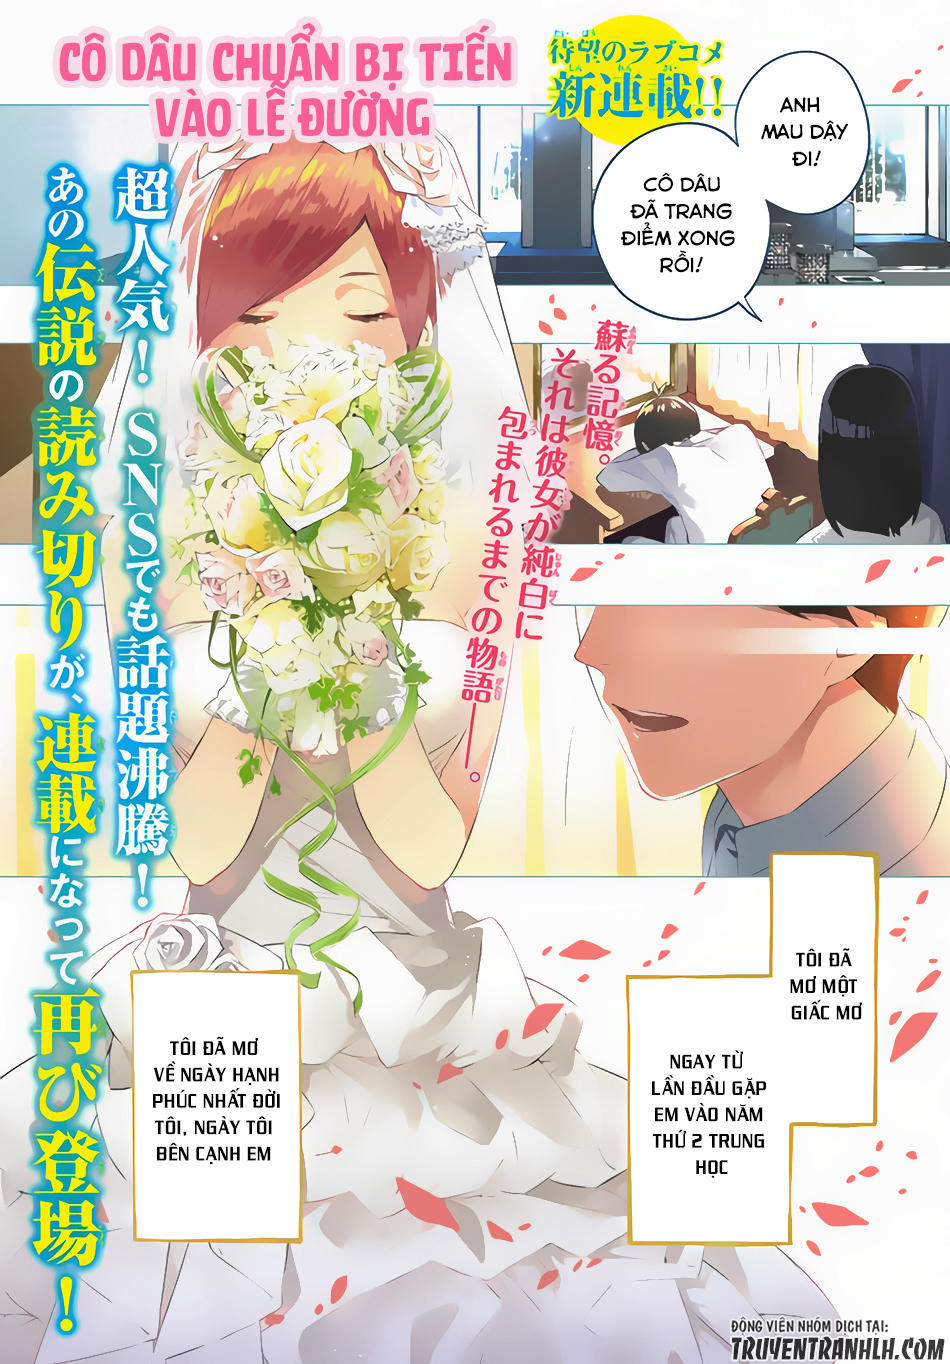 CÔ DÂU CHUẨN BỊ TIẾN
VÀO LỄ ĐƯỜNG
待望のラブコメ
新連載!!
ANH
MAU DẬY
ĐI!
CÔ DÂU
ĐÃ TRANG
ĐIỂM XONG
RỒI!
蘇る記憶。
それは彼女が純白に
包まれるまでの物語――。
超人気！SNSでも話題沸騰！
あの伝説の読み切りが、連載になって再び登場！
TÔI ĐÃ
MƠ MỘT
GIẤC MƠ
NGAY TỪ
LẦN ĐẦU GẶP
EM VÀO NĂM
THỨ 2 TRUNG
HỌC
TÔI ĐÃ MƠ
VỀ NGÀY HẠNH
PHÚC NHẤT ĐỜI
TÔI, NGÀY TÔI
BÊN CẠNH EM
ĐỘNG VIÊN NHÓM DỊCH TẠI:
TRUYENTRANHLH.COM